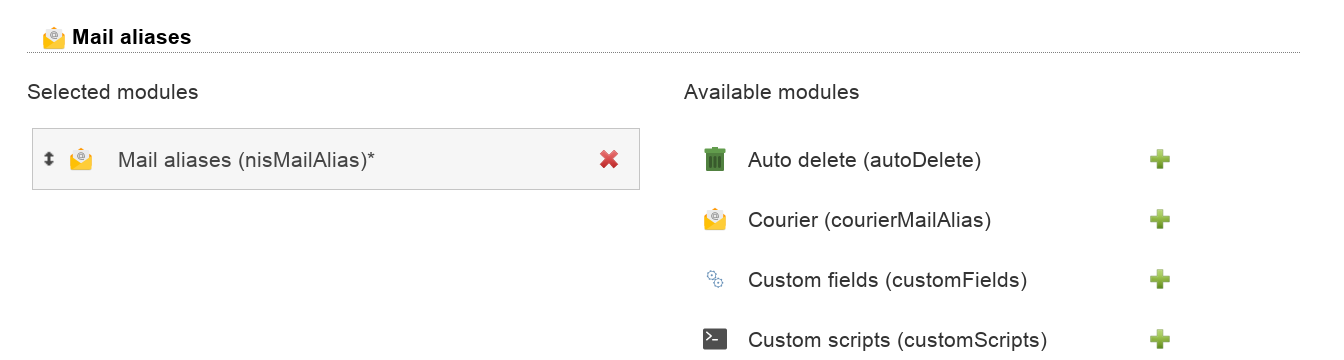 Mail aliases
Selected modules
Available modules
Mail aliases (nisMailAlias)*
Auto delete (autoDelete)
Courier (courierMailAlias)
Custom fields (customFields)
Custom scripts (customScripts)